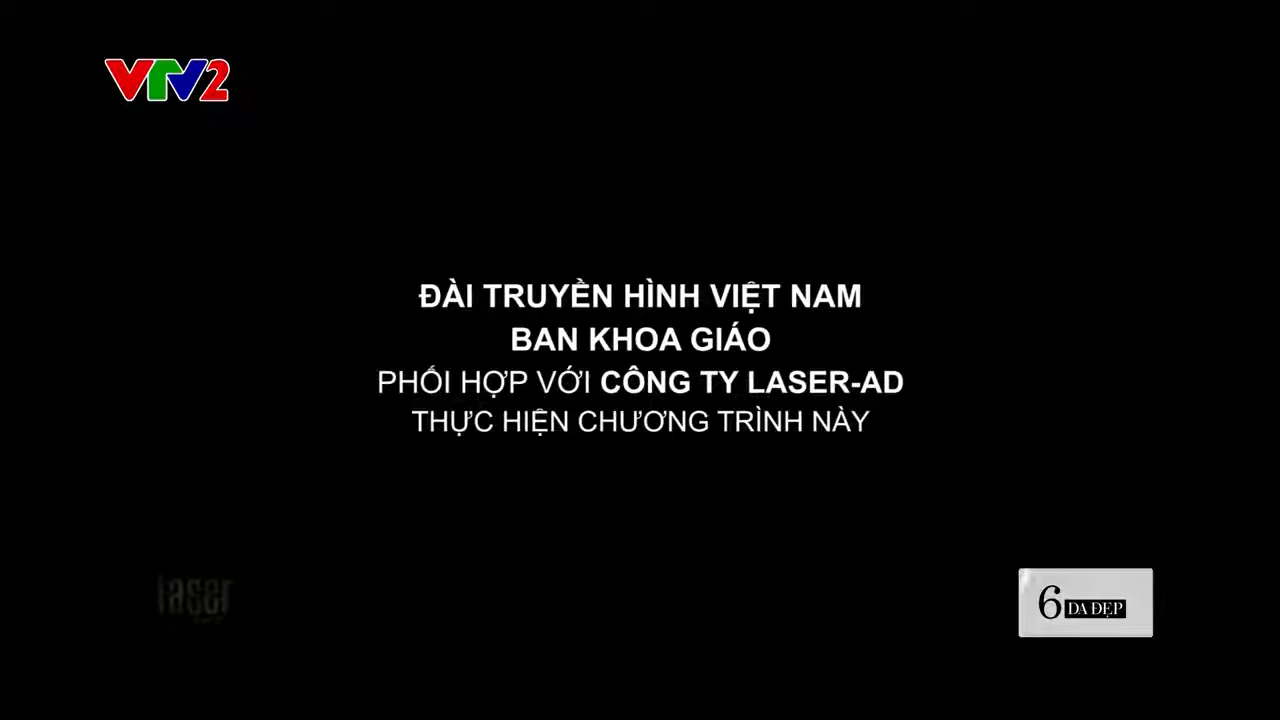 VTV2
ĐÀI TRUYỀN HÌNH VIỆT NAM
BAN KHOA GIÁO
PHỐI HỢP VỚI CÔNG TY LASER-AD
THỰC HIỆN CHƯƠNG TRÌNH NÀY
laser
6 DA ĐẸP